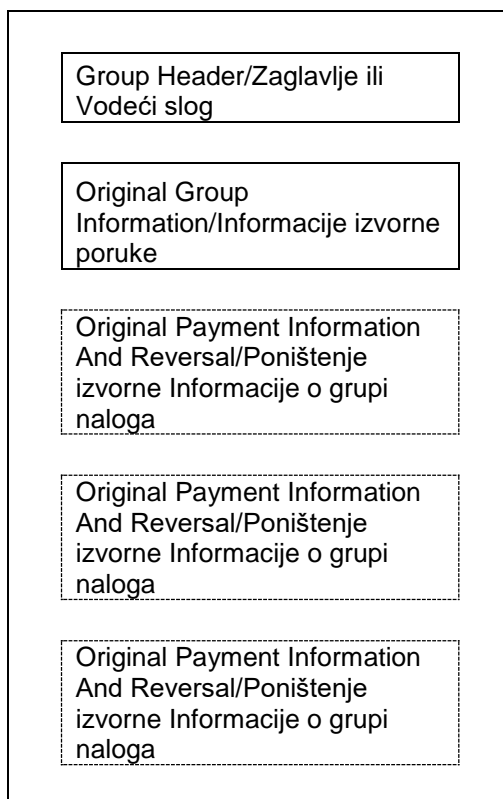 Group Header/Zaglavlje ili
Vodeći slog
Original Group
Information/Informacije izvorne
poruke
Original Payment Information
And Reversal/Poništenje
izvorne Informacije o grupi
naloga
Original Payment Information
And Reversal/Poništenje
izvorne Informacije o grupi
naloga
Original Payment Information
And Reversal/Poništenje
izvorne Informacije o grupi
naloga